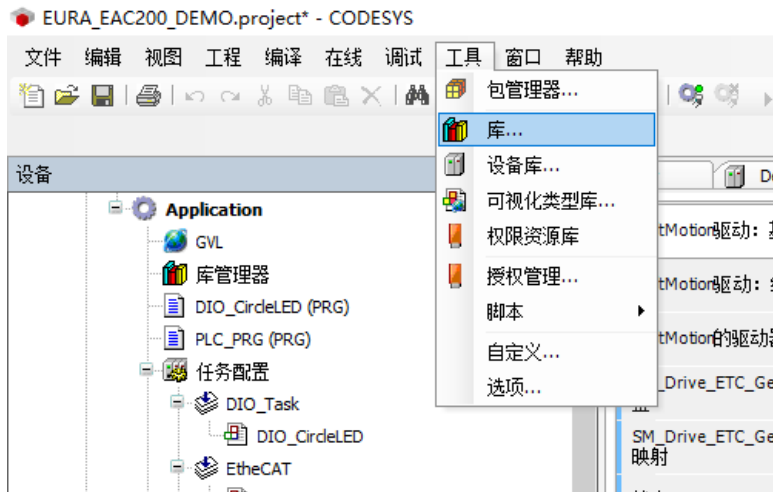 EURA_EAC200_DEMO.project* - CODESYS
文件 编辑 视图 工程 编译 在线 调试 工具 窗口 帮助
包管理器...
库...
设备库...
可视化类型库...
权限资源库
授权管理...
脚本
自定义...
选项...
设备
Application
GVL
库管理器
DIO_CircleLED (PRG)
PLC_PRG (PRG)
任务配置
DIO_Task
DIO_CircleLED
EtheCAT
tMotion驱动:
tMotion驱动:
tMotion的驱动
_Drive_ETC_Ge
SM_Drive_ETC_Ge
映射